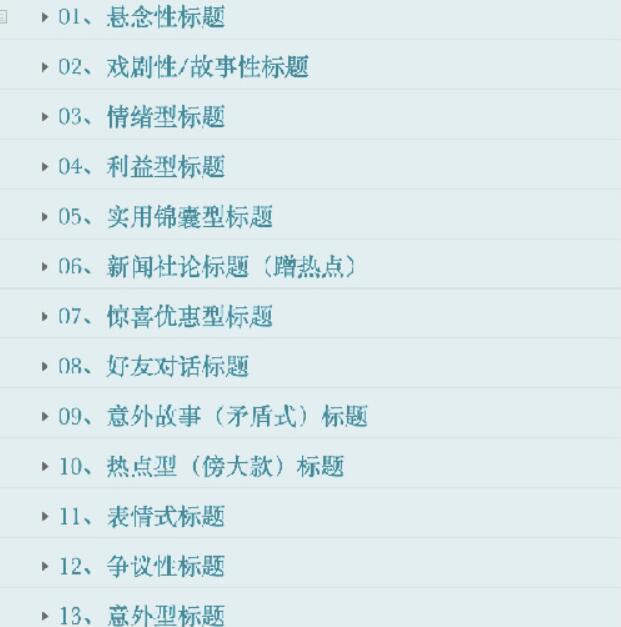 01、悬念性标题
02、戏剧性/故事性标题
03、情绪型标题
04、利益型标题
05、实用锦囊型标题
06、新闻社论标题（蹭热点）
07、惊喜优惠型标题
08、好友对话标题
09、意外故事（矛盾式）标题
10、热点型（傍大款）标题
11、表情式标题
12、争议性标题
13、意外型标题